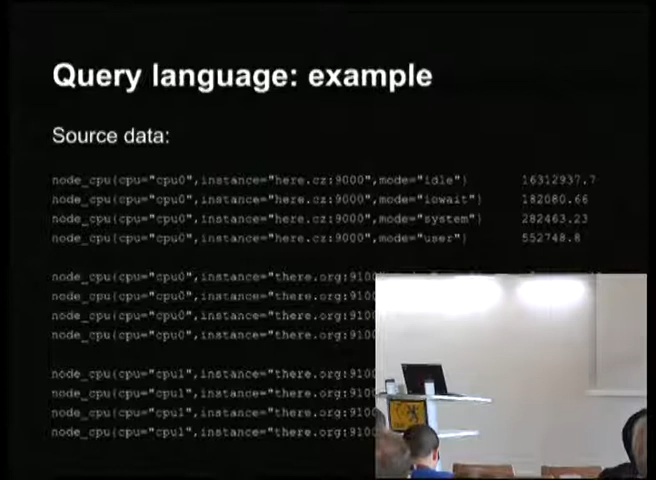 Query language: example
Source data:
node_cpu{cpu="cpu0",instance="here.cz:9000",mode="idle"} 16312937.7
node_cpu{cpu="cpu0",instance="here.cz:9000",mode="iowait"} 182080.66
node_cpu{cpu="cpu0",instance="here.cz:9000",mode="system"} 282463.23
node_cpu{cpu="cpu0",instance="here.cz:9000",mode="user"} 552748.8
node_cpu{cpu="cpu0",instance="there.org:9100
node_cpu{cpu="cpu0",instance="there.org:9100
node_cpu{cpu="cpu0",instance="there.org:9100
node_cpu{cpu="cpu0",instance="there.org:9100
node_cpu{cpu="cpu1",instance="there.org:9100
node_cpu{cpu="cpu1",instance="there.org:9100
node_cpu{cpu="cpu1",instance="there.org:9100
node_cpu{cpu="cpu1",instance="there.org:9100